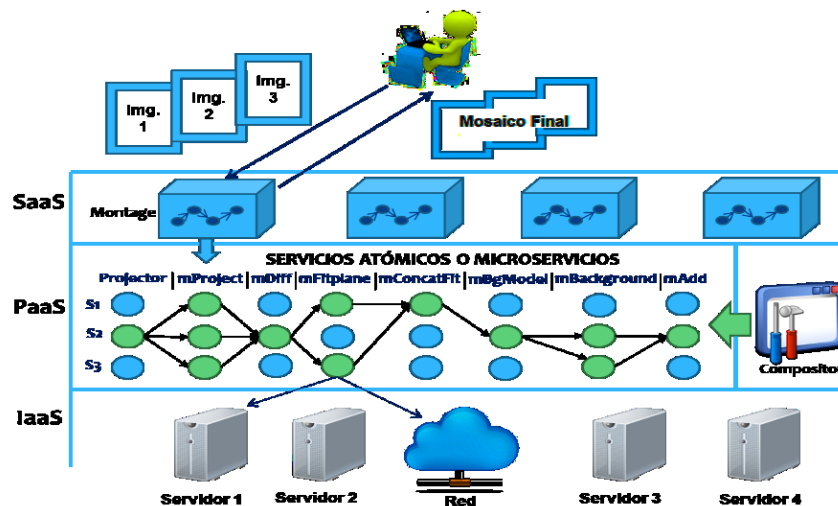 Img.
1
Img.
2
Img.
3
Mosaico Final
SaaS
Montage
SERVICIOS ATÓMICOS O MICROSERVICIOS
Projector |mProject |mDiff |mFitplane |mConcatFit |mBgModel |mBackground |mAdd
PaaS
S1
S2
S3
Compositor
IaaS
Servidor 1
Servidor 2
Red
Servidor 3
Servidor 4